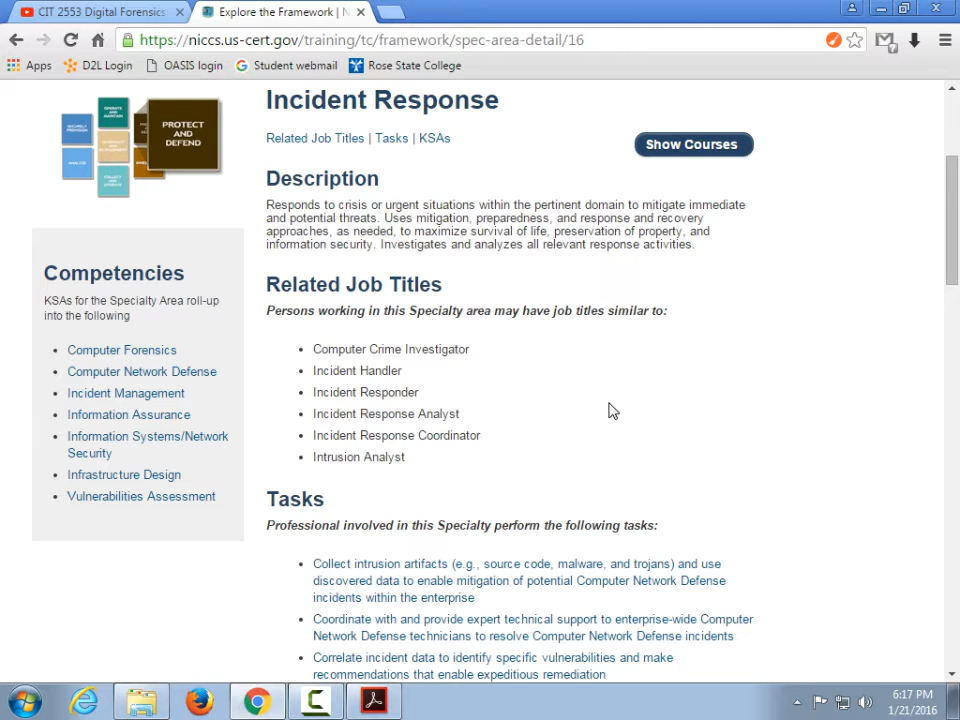 CIT 2553 Digital Forensics
Explore the Framework | N
https://niccs.us-cert.gov/training/tc/framework/spec-area-detail/16
Apps
D2L Login
OASIS login
Student webmail
Rose State College
OPERATE AND MAINTAIN
SECURELY PROVISION
ANALYZE
PROTECT
AND
DEFEND
Incident Response
Related Job Titles | Tasks | KSAs
Show Courses
Description
Responds to crisis or urgent situations within the pertinent domain to mitigate immediate
and potential threats. Uses mitigation, preparedness, and response and recovery
approaches, as needed, to maximize survival of life, preservation of property, and
information security. Investigates and analyzes all relevant response activities.
Competencies
KSAs for the Specialty Area roll-up
into the following
Computer Forensics
Computer Network Defense
Incident Management
Information Assurance
Information Systems/Network
Security
Infrastructure Design
Vulnerabilities Assessment
Related Job Titles
Persons working in this Specialty area may have job titles similar to:
Computer Crime Investigator
Incident Handler
Incident Responder
Incident Response Analyst
Incident Response Coordinator
Intrusion Analyst
Tasks
Professional involved in this Specialty perform the following tasks:
Collect intrusion artifacts (e.g., source code, malware, and trojans) and use
discovered data to enable mitigation of potential Computer Network Defense
incidents within the enterprise
Coordinate with and provide expert technical support to enterprise-wide Computer
Network Defense technicians to resolve Computer Network Defense incidents
Correlate incident data to identify specific vulnerabilities and make
recommendations that enable expeditious remediation
6:17 PM
1/21/2016